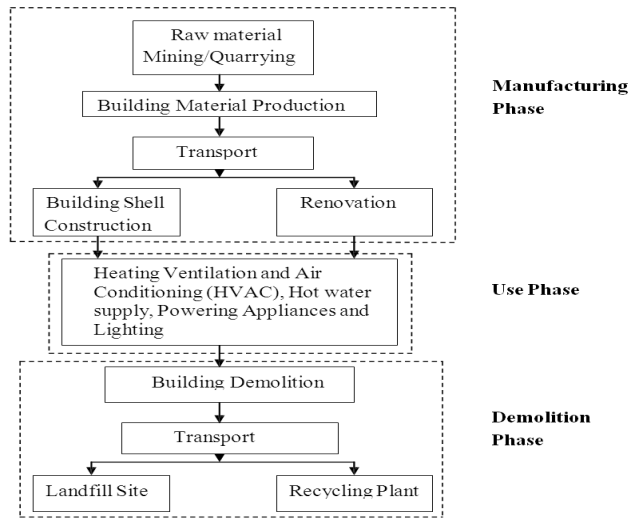 Raw material
Mining/Quarrying
Manufacturing
Phase
Building Material Production
Transport
Building Shell
Construction
Renovation
Heating Ventilation and Air
Conditioning (HVAC), Hot water
supply, Powering Appliances and
Lighting
Use Phase
Building Demolition
Demolition
Phase
Transport
Landfill Site
Recycling Plant